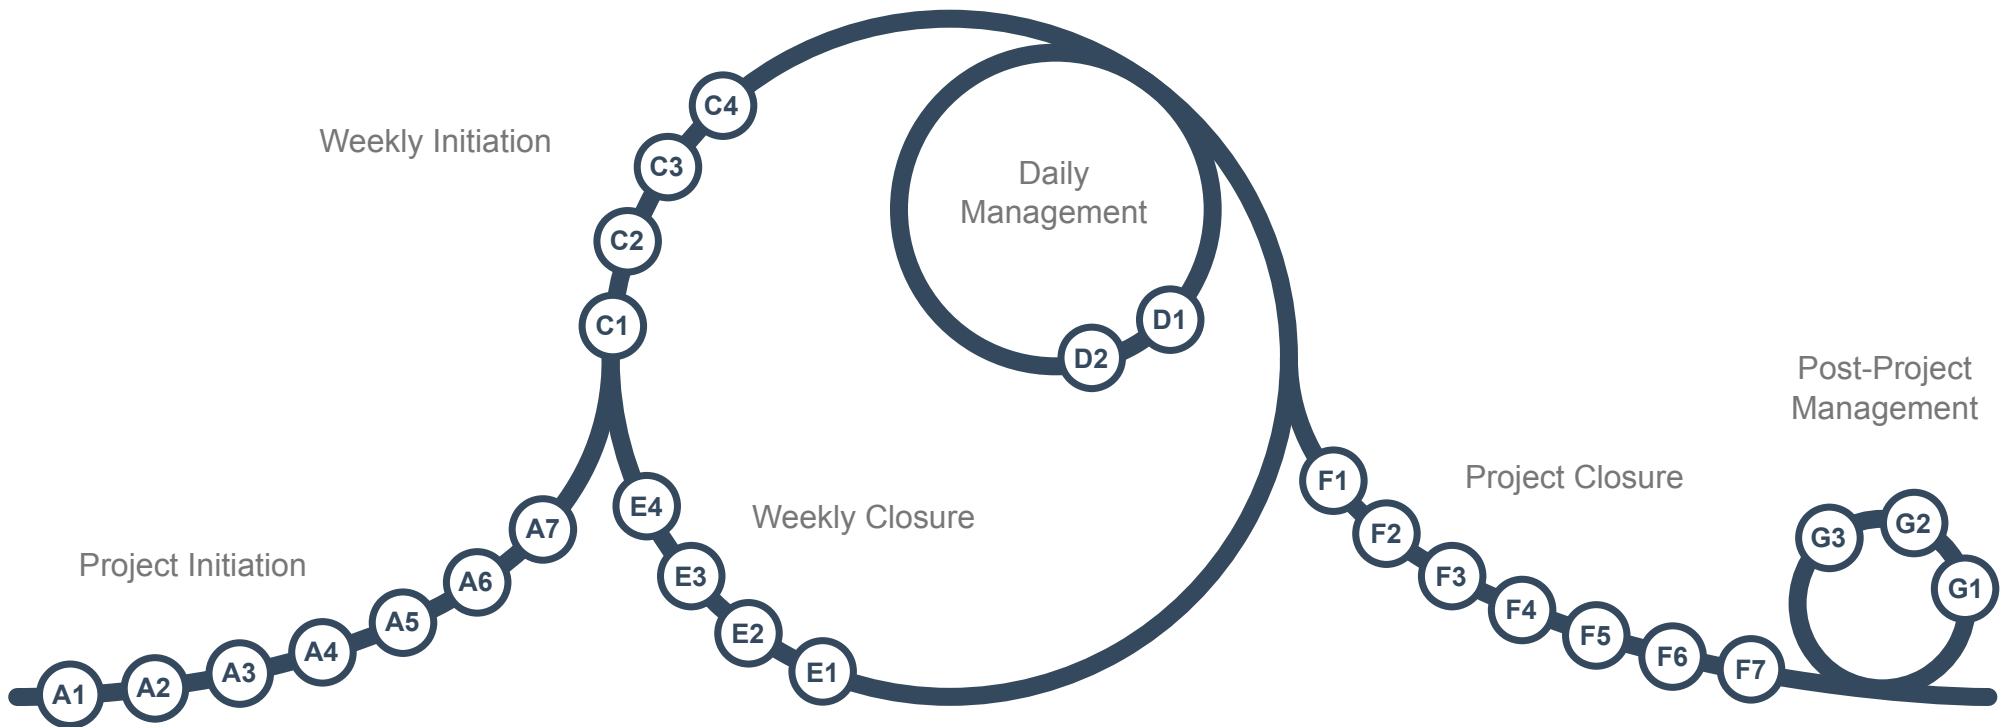 Project Initiation
A1
A2
A3
A4
A5
A6
A7
Weekly Initiation
C1
C2
C3
C4
Daily
Management
D1
D2
Weekly Closure
E1
E2
E3
E4
Project Closure
F1
F2
F3
F4
F5
F6
F7
Post-Project
Management
G1
G2
G3